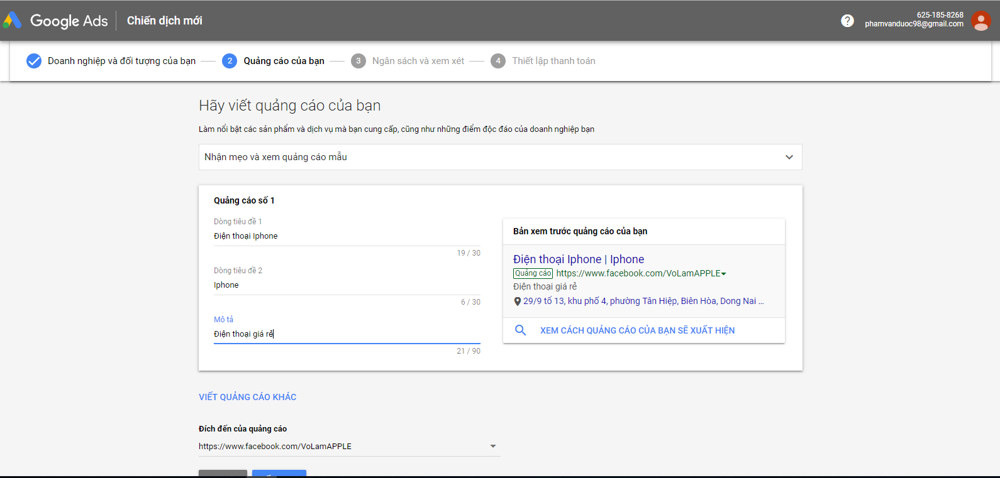 Google Ads
Chiến dịch mới
?
625-185-8268
phamvanduoc98@gmail.com
Doanh nghiệp và đối tượng của bạn
2 Quảng cáo của bạn
3 Ngân sách và xem xét
4 Thiết lập thanh toán
Hãy viết quảng cáo của bạn
Làm nổi bật các sản phẩm và dịch vụ mà bạn cung cấp, cũng như những điểm độc đáo của doanh nghiệp bạn
Nhận mẹo và xem quảng cáo mẫu
Quảng cáo số 1
Dòng tiêu đề 1
Điện thoại Iphone
19 / 30
Dòng tiêu đề 2
Iphone
6 / 30
Mô tả
Điện thoại giá rẻ
21 / 90
Bản xem trước quảng cáo của bạn
Điện thoại Iphone | Iphone
Quảng cáo https://www.facebook.com/VoLamAPPLE
Điện thoại giá rẻ
29/9 tố 13, khu phố 4, phường Tân Hiệp, Biên Hòa, Dong Nai ...
XEM CÁCH QUẢNG CÁO CỦA BẠN SẼ XUẤT HIỆN
VIẾT QUẢNG CÁO KHÁC
Đích đến của quảng cáo
https://www.facebook.com/VoLamAPPLE